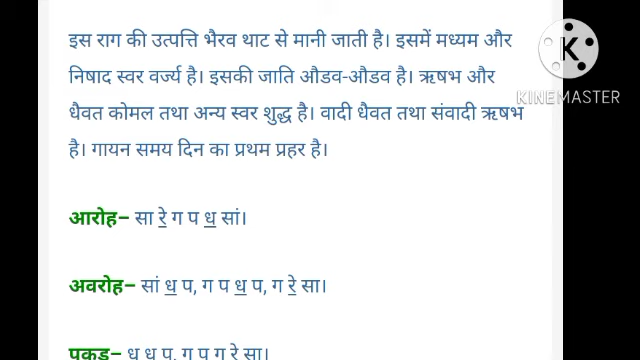 इस राग की उत्पत्ति भैरव थाट से मानी जाती है। इसमें मध्यम और
निषाद स्वर वर्ज्य है। इसकी जाति औडव-औडव है। ऋषभ और
धैवत कोमल तथा अन्य स्वर शुद्ध है। वादी धैवत तथा संवादी ऋषभ
है। गायन समय दिन का प्रथम प्रहर है।
K
KINEMASTER
आरोह– सा रे॒ ग प ध॒ सां।
अवरोह– सां ध॒ प, ग प ध॒ प, ग रे॒ सा।
पकड़– ध ध प, ग प ग रे सा।